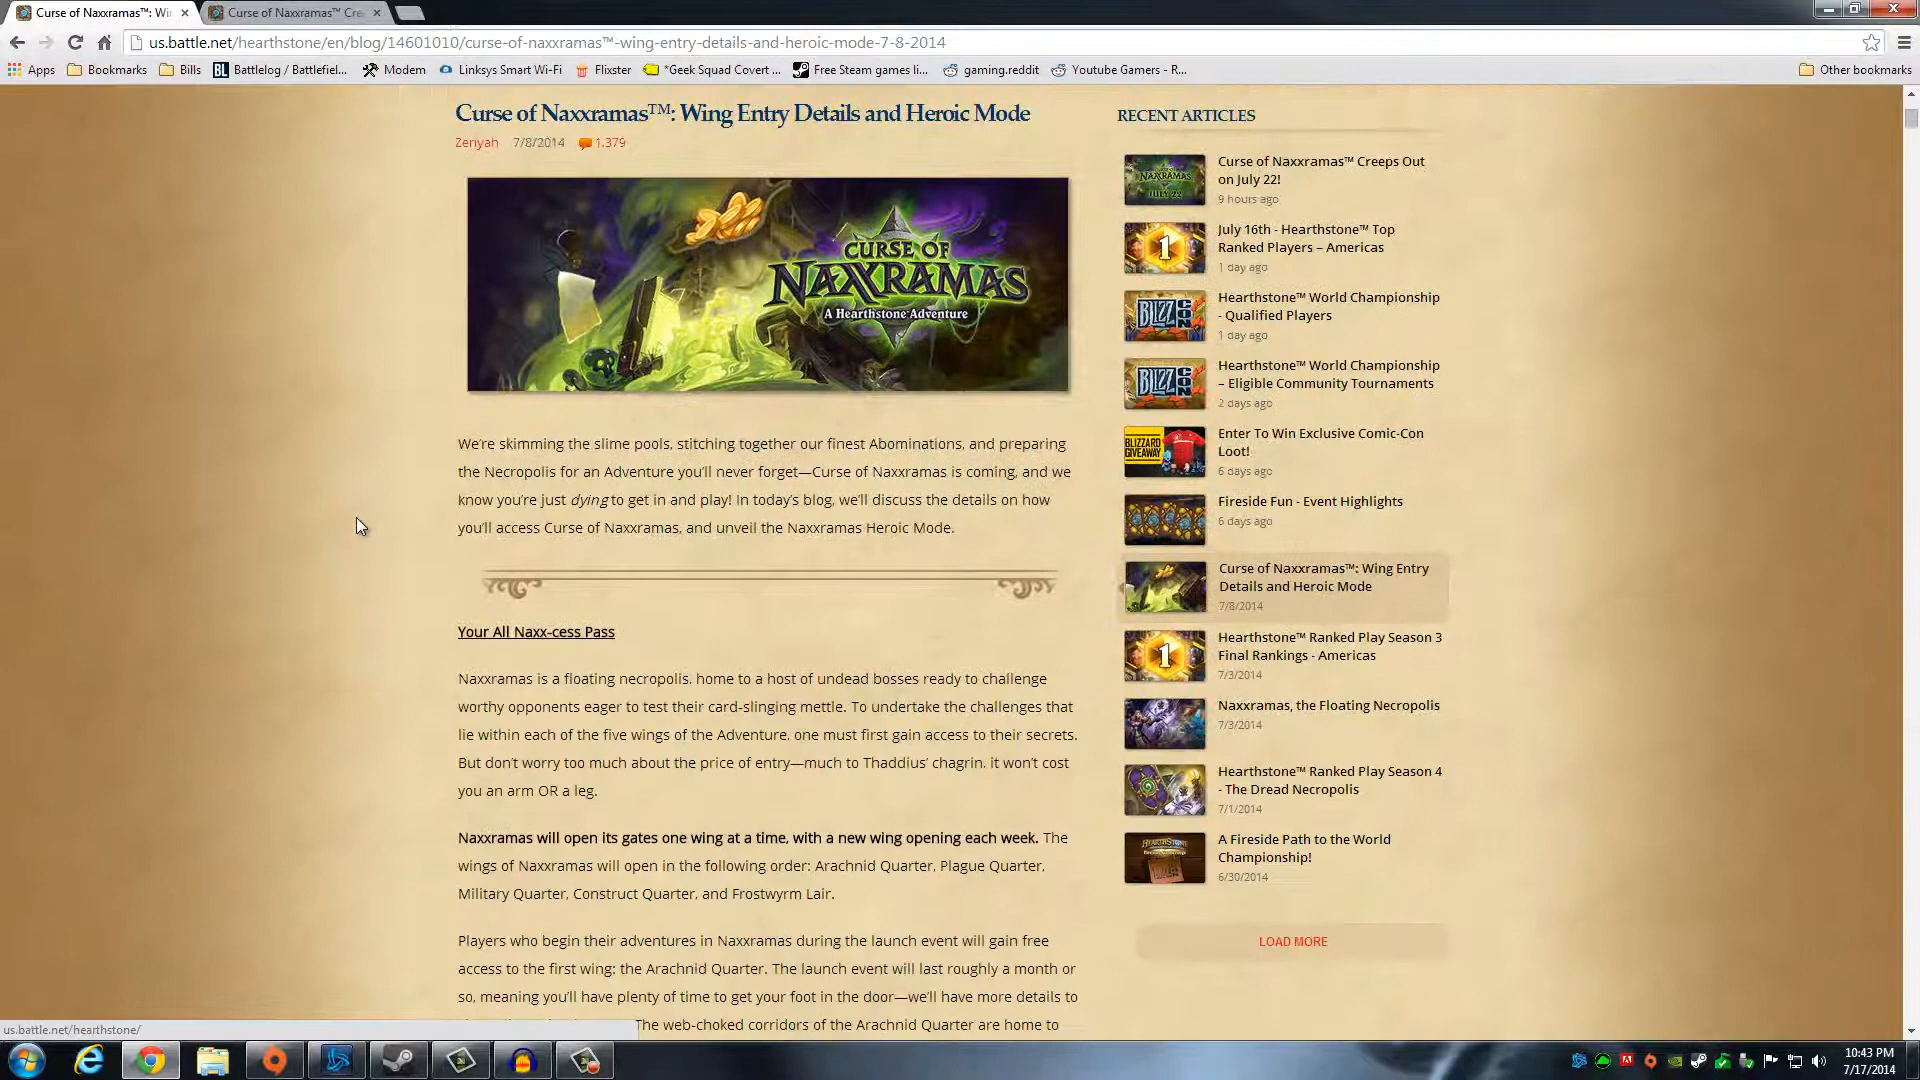 Curse of Naxxramas™: Wi
Curse of Naxxramas™ Cre
us.battle.net/hearthstone/en/blog/14601010/curse-of-naxxramas™-wing-entry-details-and-heroic-mode-7-8-2014
Apps
Bookmarks
Bills
Battlelog / Battlefiel...
Modem
Linksys Smart Wi-Fi
Flixster
*Geek Squad Covert ...
Free Steam games li...
gaming.reddit
Youtube Gamers - R...
Other bookmarks
Curse of Naxxramas™: Wing Entry Details and Heroic Mode
Zeriyah 7/8/2014 1,379
CURSE OF
NAXXRAMAS
A Hearthstone Adventure
We're skimming the slime pools, stitching together our finest Abominations, and preparing
the Necropolis for an Adventure you'll never forget—Curse of Naxxramas is coming, and we
know you're just dying to get in and play! In today's blog, we'll discuss the details on how
you'll access Curse of Naxxramas, and unveil the Naxxramas Heroic Mode.
Your All Naxx-cess Pass
Naxxramas is a floating necropolis, home to a host of undead bosses ready to challenge
worthy opponents eager to test their card-slinging mettle. To undertake the challenges that
lie within each of the five wings of the Adventure, one must first gain access to their secrets.
But don't worry too much about the price of entry—much to Thaddius' chagrin, it won't cost
you an arm OR a leg.
Naxxramas will open its gates one wing at a time, with a new wing opening each week. The
wings of Naxxramas will open in the following order: Arachnid Quarter, Plague Quarter,
Military Quarter, Construct Quarter, and Frostwyrm Lair.
Players who begin their adventures in Naxxramas during the launch event will gain free
access to the first wing: the Arachnid Quarter. The launch event will last roughly a month or
so, meaning you'll have plenty of time to get your foot in the door—we'll have more details to
The web-choked corridors of the Arachnid Quarter are home to
RECENT ARTICLES
NAXXRAMAS
JULY 22
Curse of Naxxramas™ Creeps Out
on July 22!
9 hours ago
1
July 16th - Hearthstone™ Top
Ranked Players – Americas
1 day ago
BLIZZ
CON
Hearthstone™ World Championship
- Qualified Players
1 day ago
BLIZZ
CON
Hearthstone™ World Championship
– Eligible Community Tournaments
2 days ago
BLIZZARD
GIVEAWAY
Enter To Win Exclusive Comic-Con
Loot!
6 days ago
Fireside Fun - Event Highlights
6 days ago
Curse of Naxxramas™: Wing Entry
Details and Heroic Mode
7/8/2014
1
Hearthstone™ Ranked Play Season 3
Final Rankings - Americas
7/3/2014
Naxxramas, the Floating Necropolis
7/3/2014
Hearthstone™ Ranked Play Season 4
- The Dread Necropolis
7/1/2014
HEARTHSTONE
A Fireside Path to the World
Championship!
6/30/2014
LOAD MORE
us.battle.net/hearthstone/
10:43 PM
7/17/2014